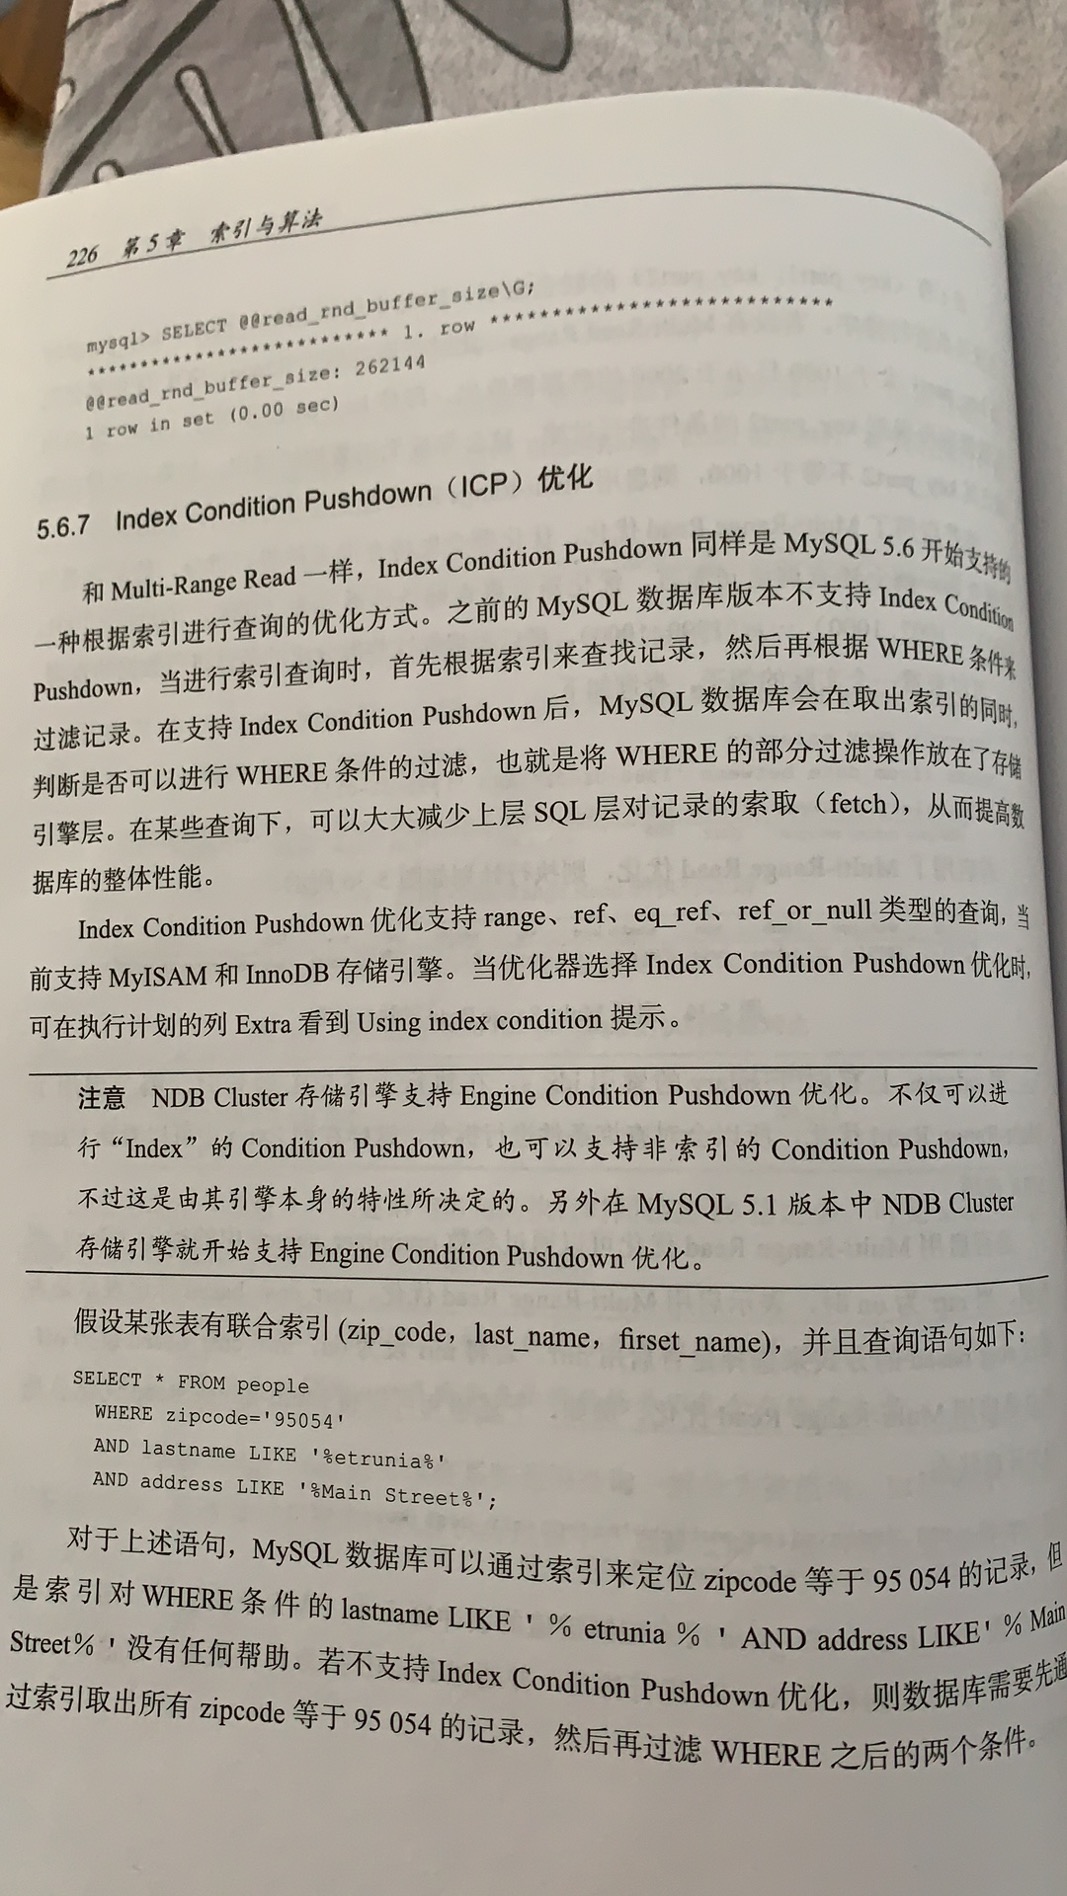 226 第5章 索引与算法
mysql> SELECT @@read_rnd_buffer_size\G;
*************************** 1. row ***************************
@@read_rnd_buffer_size: 262144
1 row in set (0.00 sec)
5.6.7 Index Condition Pushdown（ICP）优化
和 Multi-Range Read 一样，Index Condition Pushdown 同样是 MySQL 5.6 开始支持的
一种根据索引进行查询的优化方式。之前的 MySQL 数据库版本不支持 Index Condition
Pushdown，当进行索引查询时，首先根据索引来查找记录，然后再根据 WHERE 条件来
过滤记录。在支持 Index Condition Pushdown 后，MySQL 数据库会在取出索引的同时，
判断是否可以进行 WHERE 条件的过滤，也就是将 WHERE 的部分过滤操作放在了存储
引擎层。在某些查询下，可以大大减少上层 SQL 层对记录的索取（fetch），从而提高数
据库的整体性能。
Index Condition Pushdown 优化支持 range、ref、eq_ref、ref_or_null 类型的查询，当
前支持 MyISAM 和 InnoDB 存储引擎。当优化器选择 Index Condition Pushdown 优化时，
可在执行计划的列 Extra 看到 Using index condition 提示。
注意 NDB Cluster 存储引擎支持 Engine Condition Pushdown 优化。不仅可以进
行“Index”的 Condition Pushdown，也可以支持非索引的 Condition Pushdown，
不过这是由其引擎本身的特性所决定的。另外在 MySQL 5.1 版本中 NDB Cluster
存储引擎就开始支持 Engine Condition Pushdown 优化。
假设某张表有联合索引 (zip_code，last_name，firset_name)，并且查询语句如下：
SELECT * FROM people
WHERE zipcode='95054'
AND lastname LIKE '%etrunia%'
AND address LIKE '%Main Street%';
对于上述语句，MySQL 数据库可以通过索引来定位 zipcode 等于 95 054 的记录，但
是索引对 WHERE 条件的 lastname LIKE ' % etrunia % ' AND address LIKE' % Main
Street% ' 没有任何帮助。若不支持 Index Condition Pushdown 优化，则数据库需要先通
过索引取出所有 zipcode 等于 95 054 的记录，然后再过滤 WHERE 之后的两个条件。